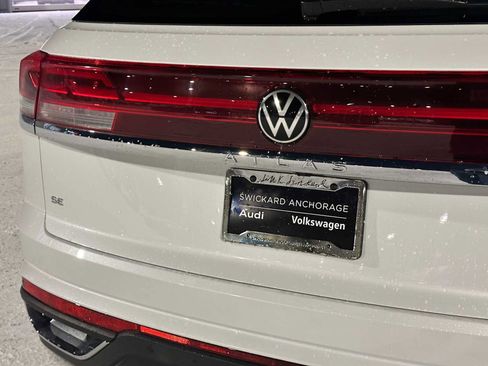 ATLAS
SE
SWICKARD ANCHORAGE
Audi Volkswagen